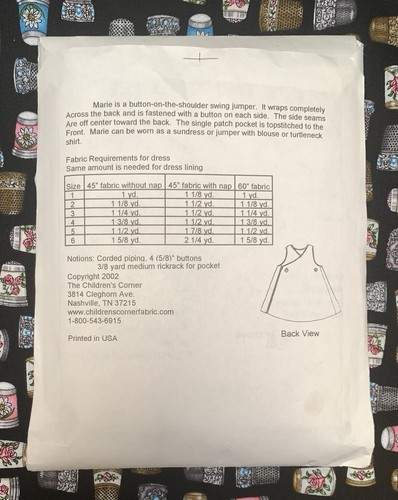 Marie is a button-on-the-shoulder swing jumper. It wraps completely
Across the back and is fastened with a button on each side. The side seams
Are off center toward the back. The single patch pocket is topstitched to the
Front. Marie can be worn as a sundress or jumper with blouse or turtleneck
shirt.
Fabric Requirements for dress
Same amount is needed for dress lining
Size 45" fabric without nap 45" fabric with nap 60" fabric
1 1 yd. 1 1/8 yd. 1 yd.
2 1 1/8 yd. 1 1/2 yd. 1 1/8 yd.
3 1 1/4 yd. 1 1/2 yd. 1 1/4 yd.
4 1 3/8 yd. 1 1/2 yd. 1 3/8 yd.
5 1 1/2 yd. 1 7/8 yd. 1 1/2 yd.
6 1 5/8 yd. 2 1/4 yd. 1 5/8 yd.
Notions: Corded piping, 4 (5/8)" buttons
3/8 yard medium rickrack for pocket
Copyright 2002
The Children's Corner
3814 Cleghorn Ave.
Nashville, TN 37215
www.childrenscornerfabric.com
1-800-543-6915
Back View
Printed in USA